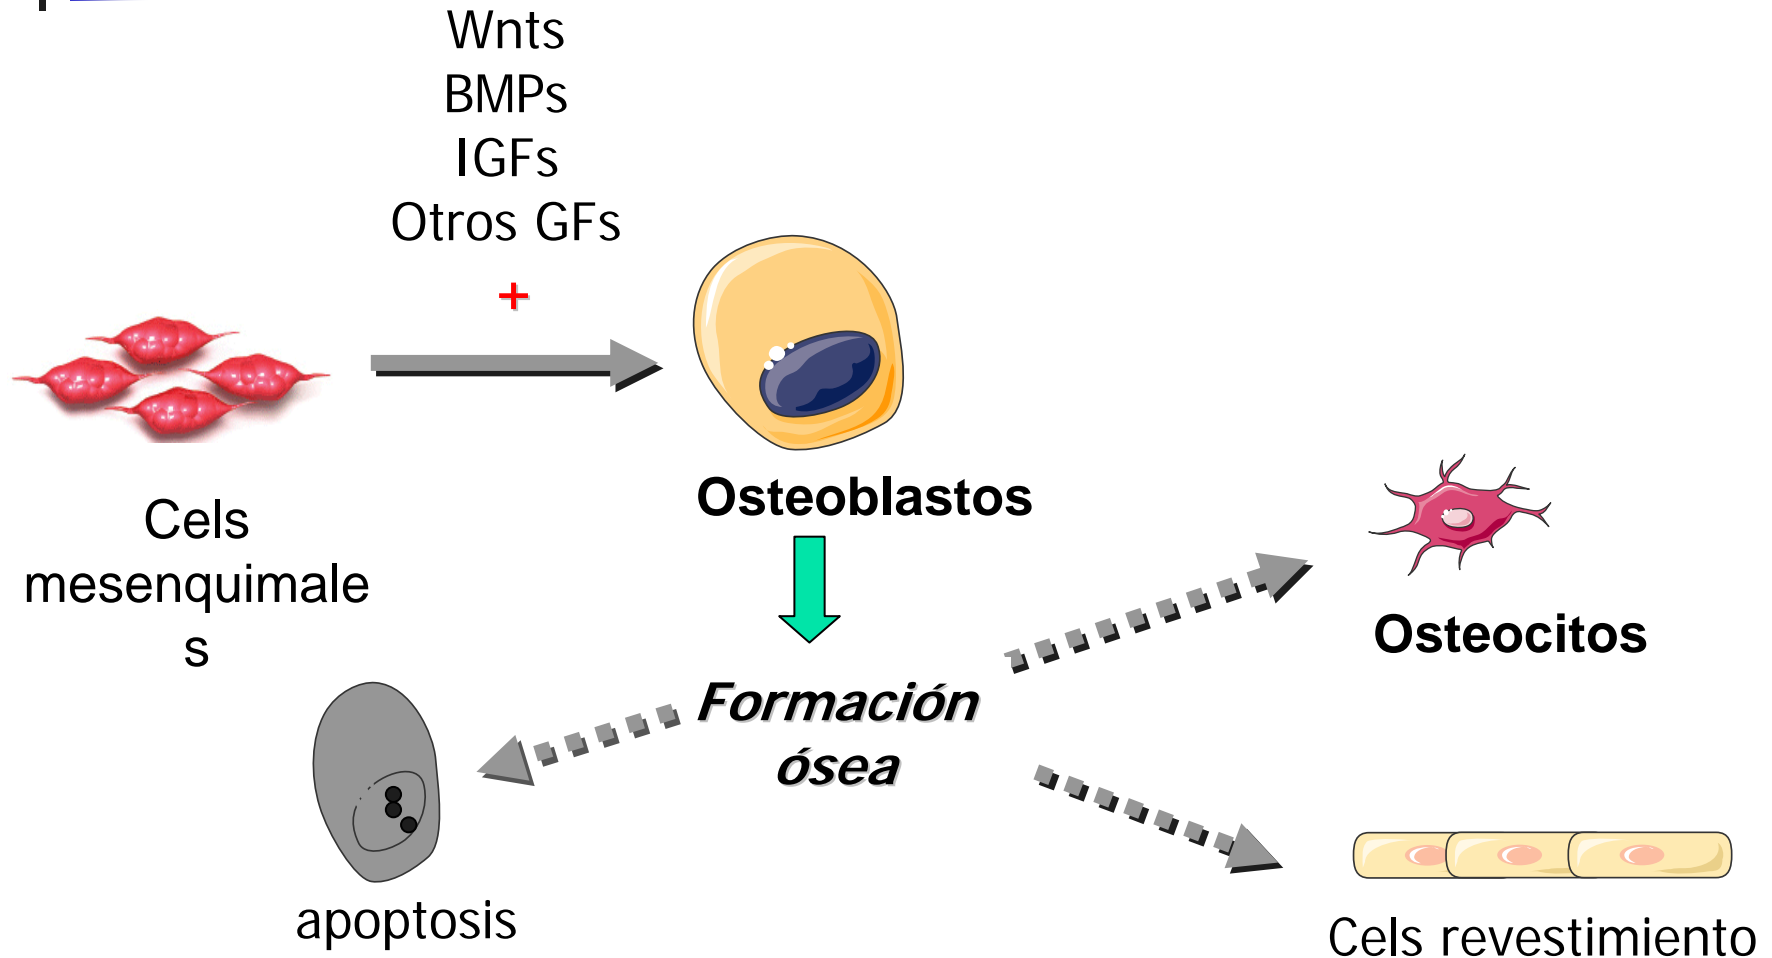 Wnts
BMPs
IGFs
Otros GFs
+
Cels
mesenquimale
s
Osteoblastos
Osteocitos
Formación
ósea
apoptosis
Cels revestimiento